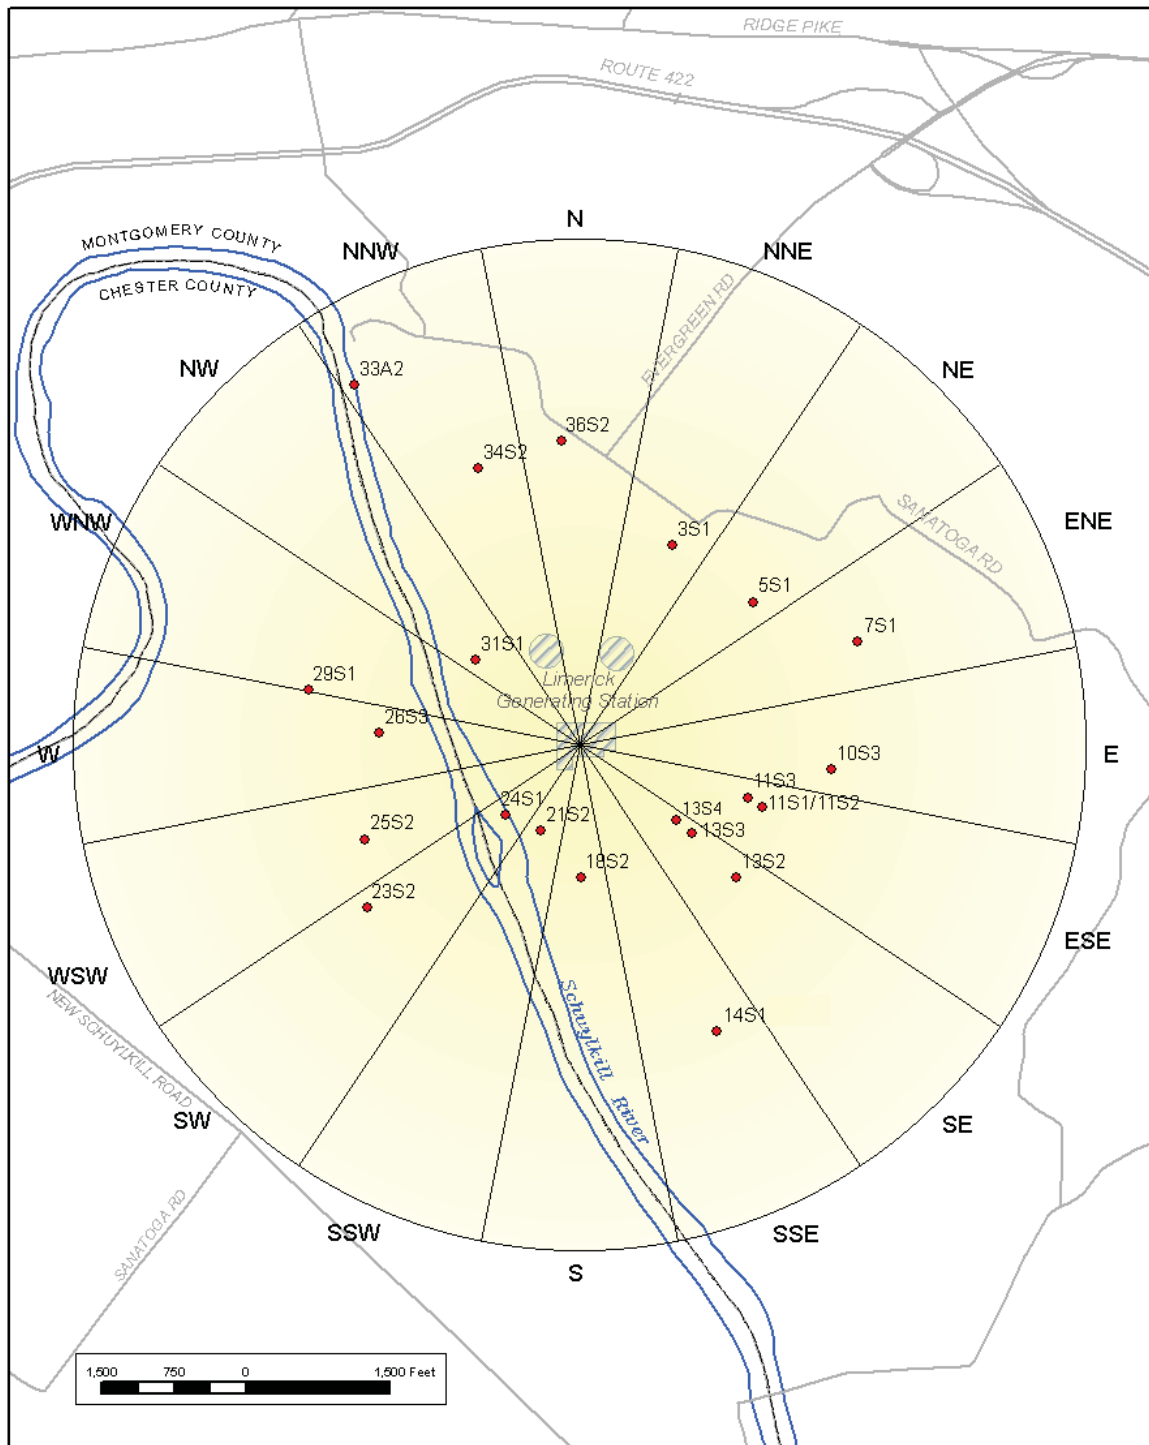 RIDGE PIKE
ROUTE 422
N
MONTGOMERY COUNTY
NNW
NNE
CHESTER COUNTY
EVERGREEN RD
NW
33A2
NE
36S2
34S2
WNW
SANATOGA RD
ENE
3S1
5S1
7S1
31S1
29S1
Limerick
Generating Station
26S3
W
E
10S3
11S3
11S1/11S2
24S1
13S4
21S2
13S3
25S2
18S2
13S2
23S2
ESE
WSW
NEW SCHUYLKILL ROAD
Schuylkill River
14S1
SW
SE
SANATOGA RD
SSW
SSE
S
1,500 750 0 1,500 Feet